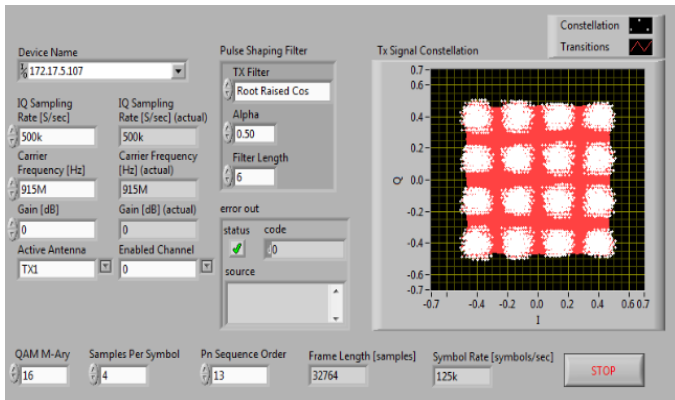 Constellation
Transitions
Device Name
172.17.5.107
Pulse Shaping Filter
Tx Signal Constellation
TX Filter
Root Raised Cos
IQ Sampling
Rate [S/sec]
500k
IQ Sampling
Rate [S/sec] (actual)
500k
Alpha
0.50
Carrier
Frequency [Hz]
915M
Carrier Frequency
[Hz] (actual)
915M
Filter Length
6
Gain [dB]
0
Gain [dB] (actual)
0
error out
status
code
0
source
Active Antenna
TX1
Enabled Channel
0
0.7
0.6
0.4
0.2
0.0
-0.2
-0.4
-0.6
-0.7
Q
-0.7 -0.4 -0.2 0.0 0.2 0.4 0.6 0.7
I
QAM M-Ary
16
Samples Per Symbol
4
Pn Sequence Order
13
Frame Length [samples]
32764
Symbol Rate [symbols/sec]
125k
STOP